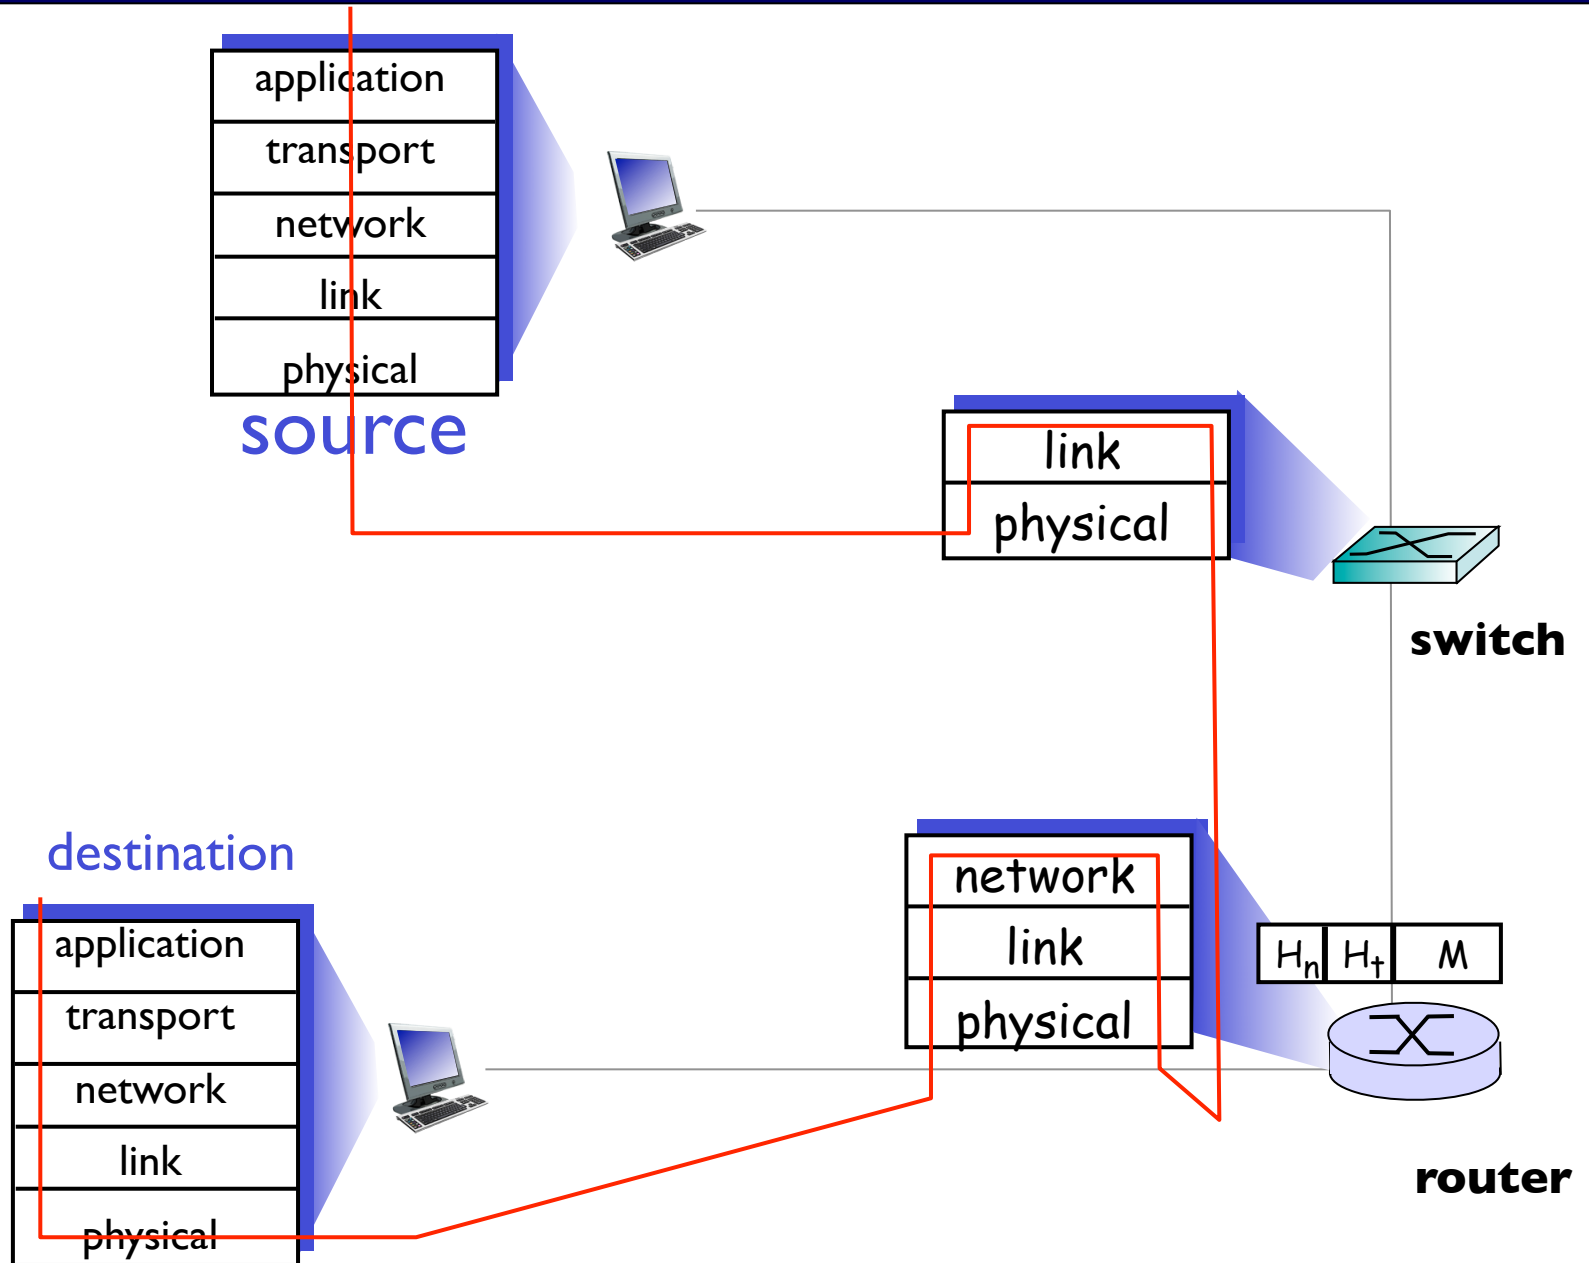 application
transport
network
link
physical
source
link
physical
switch
destination
application
transport
network
link
physical
network
link
physical
Hn Ht M
router